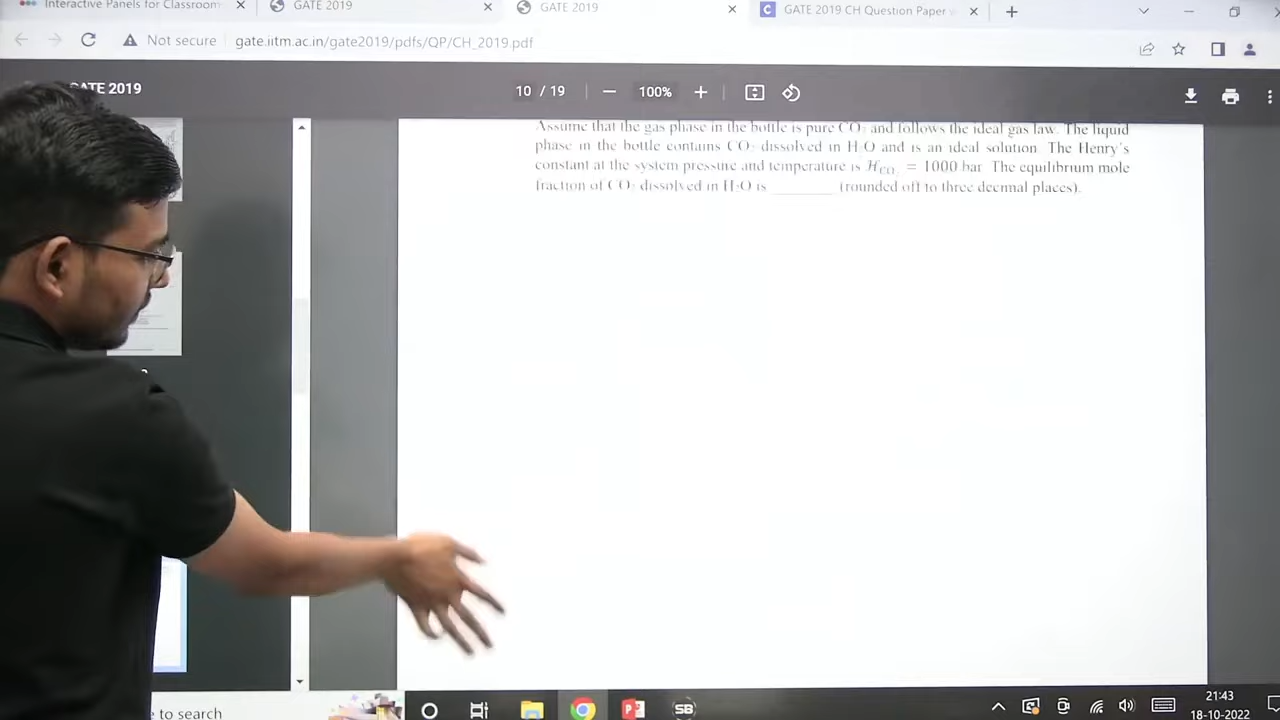 Interactive Panels for Classroom
GATE 2019
GATE 2019
GATE 2019 CH Question Paper
Not secure
gate.iitm.ac.in/gate2019/pdfs/QP/CH_2019.pdf
GATE 2019
10 / 19
100%
Assume that the gas phase in the bottle is pure CO₂ and follows the ideal gas law. The liquid
phase in the bottle contains CO₂ dissolved in H₂O and is an ideal solution. The Henry's
constant at the system pressure and temperature is H_CO₂ = 1000 bar. The equilibrium mole
fraction of CO₂ dissolved in H₂O is ________ (rounded off to three decimal places).
e to search
SB
21:43
18-10-2022